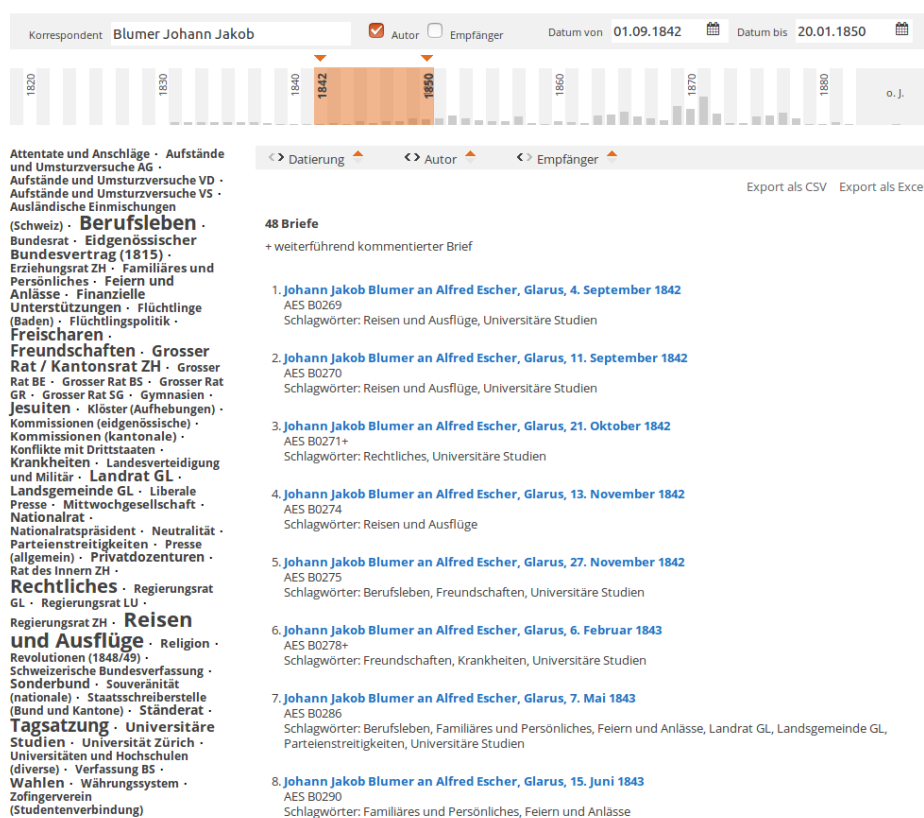 Korrespondent Blumer Johann Jakob Autor Empfänger Datum von 01.09.1842 Datum bis 20.01.1850
1820 1830 1840 1842 1850 1860 1870 1880 o. J.
Attentate und Anschläge · Aufstände
und Umsturzversuche AG ·
Aufstände und Umsturzversuche VD ·
Aufstände und Umsturzversuche VS ·
Ausländische Einmischungen
(Schweiz) · Berufsleben ·
Bundesrat · Eidgenössischer
Bundesvertrag (1815) ·
Erziehungsrat ZH · Familiäres und
Persönliches · Feiern und
Anlässe · Finanzielle
Unterstützungen · Flüchtlinge
(Baden) · Flüchtlingspolitik ·
Freischaren ·
Freundschaften · Grosser
Rat / Kantonsrat ZH · Grosser
Rat BE · Grosser Rat BS · Grosser Rat
GR · Grosser Rat SG · Gymnasien ·
Jesuiten · Klöster (Aufhebungen) ·
Kommissionen (eidgenössische) ·
Kommissionen (kantonale) ·
Konflikte mit Drittstaaten ·
Krankheiten · Landesverteidigung
und Militär · Landrat GL ·
Landsgemeinde GL · Liberale
Presse · Mittwochgesellschaft ·
Nationalrat ·
Nationalratspräsident · Neutralität ·
Parteienstreitigkeiten · Presse
(allgemein) · Privatdozenturen ·
Rat des Innern ZH ·
Rechtliches · Regierungsrat
GL · Regierungsrat LU ·
Regierungsrat ZH · Reisen
und Ausflüge · Religion ·
Revolutionen (1848/49) ·
Schweizerische Bundesverfassung ·
Sonderbund · Souveränität
(nationale) · Staatsschreiberstelle
(Bund und Kantone) · Ständerat ·
Tagsatzung · Universitäre
Studien · Universität Zürich ·
Universitäten und Hochschulen
(diverse) · Verfassung BS ·
Wahlen · Währungssystem ·
Zofingerverein
(Studentenverbindung)
<> Datierung <> Autor <> Empfänger
Export als CSV Export als Exce
48 Briefe
+ weiterführend kommentierter Brief
1. Johann Jakob Blumer an Alfred Escher, Glarus, 4. September 1842
AES B0269
Schlagwörter: Reisen und Ausflüge, Universitäre Studien
2. Johann Jakob Blumer an Alfred Escher, Glarus, 11. September 1842
AES B0270
Schlagwörter: Reisen und Ausflüge, Universitäre Studien
3. Johann Jakob Blumer an Alfred Escher, Glarus, 21. Oktober 1842
AES B0271+
Schlagwörter: Rechtliches, Universitäre Studien
4. Johann Jakob Blumer an Alfred Escher, Glarus, 13. November 1842
AES B0274
Schlagwörter: Reisen und Ausflüge
5. Johann Jakob Blumer an Alfred Escher, Glarus, 27. November 1842
AES B0275
Schlagwörter: Berufsleben, Freundschaften, Universitäre Studien
6. Johann Jakob Blumer an Alfred Escher, Glarus, 6. Februar 1843
AES B0278+
Schlagwörter: Freundschaften, Krankheiten, Universitäre Studien
7. Johann Jakob Blumer an Alfred Escher, Glarus, 7. Mai 1843
AES B0286
Schlagwörter: Berufsleben, Familiäres und Persönliches, Feiern und Anlässe, Landrat GL, Landsgemeinde GL,
Parteienstreitigkeiten, Universitäre Studien
8. Johann Jakob Blumer an Alfred Escher, Glarus, 15. Juni 1843
AES B0290
Schlagwörter: Familiäres und Persönliches, Feiern und Anlässe